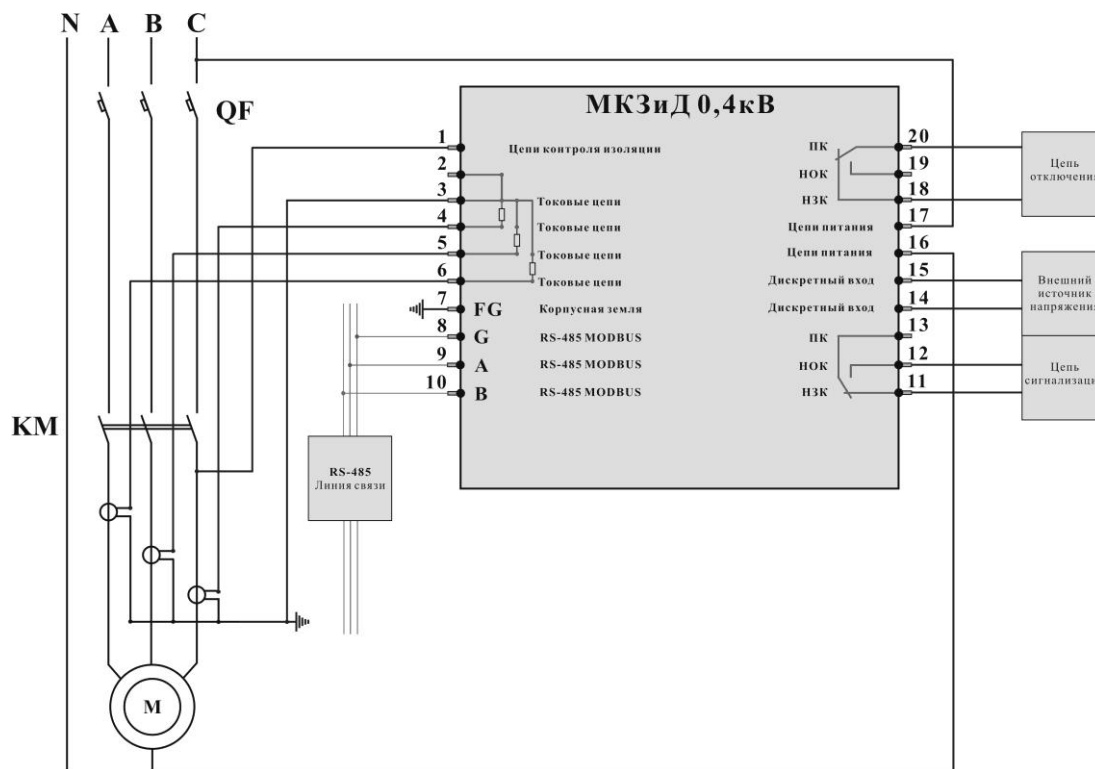 N A B C
QF
KM
M
МКЗиД 0,4кВ
1
Цепи контроля изоляции
2
3
Токовые цепи
4
Токовые цепи
5
Токовые цепи
6
Токовые цепи
7
FG
Корпусная земля
8
G
RS-485 MODBUS
9
A
RS-485 MODBUS
10
B
RS-485 MODBUS
RS-485
Линия связи
ПК
20
НОК
19
НЗК
18
Цепи питания
17
Цепи питания
16
Дискретный вход
15
Дискретный вход
14
ПК
13
НОК
12
НЗК
11
Цепь
отключения
Внешний
источник
напряжения
Цепь